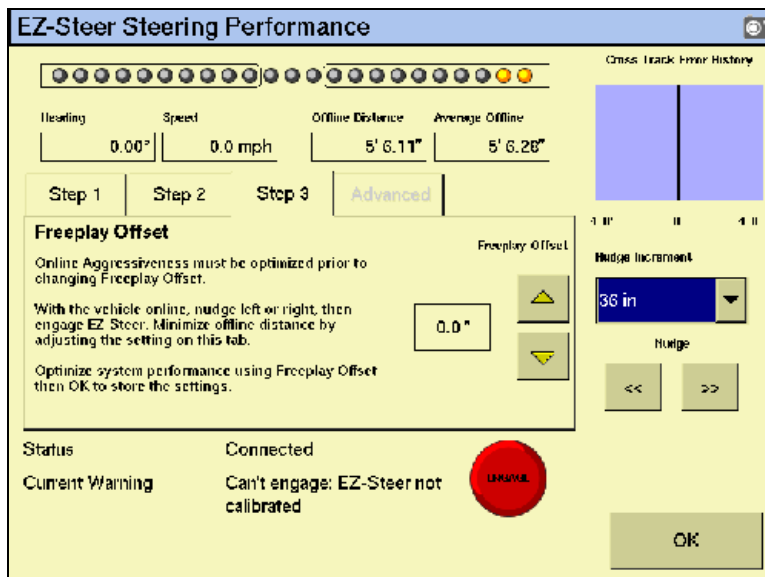 EZ-Steer Steering Performance
Cross Track Error History
Heading Speed Offline Distance Average Offline
0.00° 0.0 mph 5' 6.11" 5' 6.28"
Step 1 Step 2 Step 3 Advanced
Freeplay Offset
Freeplay Offset
Online Aggressiveness must be optimized prior to
changing Freeplay Offset.
With the vehicle online, nudge left or right, then
engage EZ Steer. Minimize offline distance by
adjusting the setting on this tab.
0.0 "
Optimize system performance using Freeplay Offset
then OK to store the settings.
Nudge Increment
36 in
Nudge
<< >>
Status Connected
Current Warning Can't engage: EZ-Steer not
calibrated
ENGAGE
OK